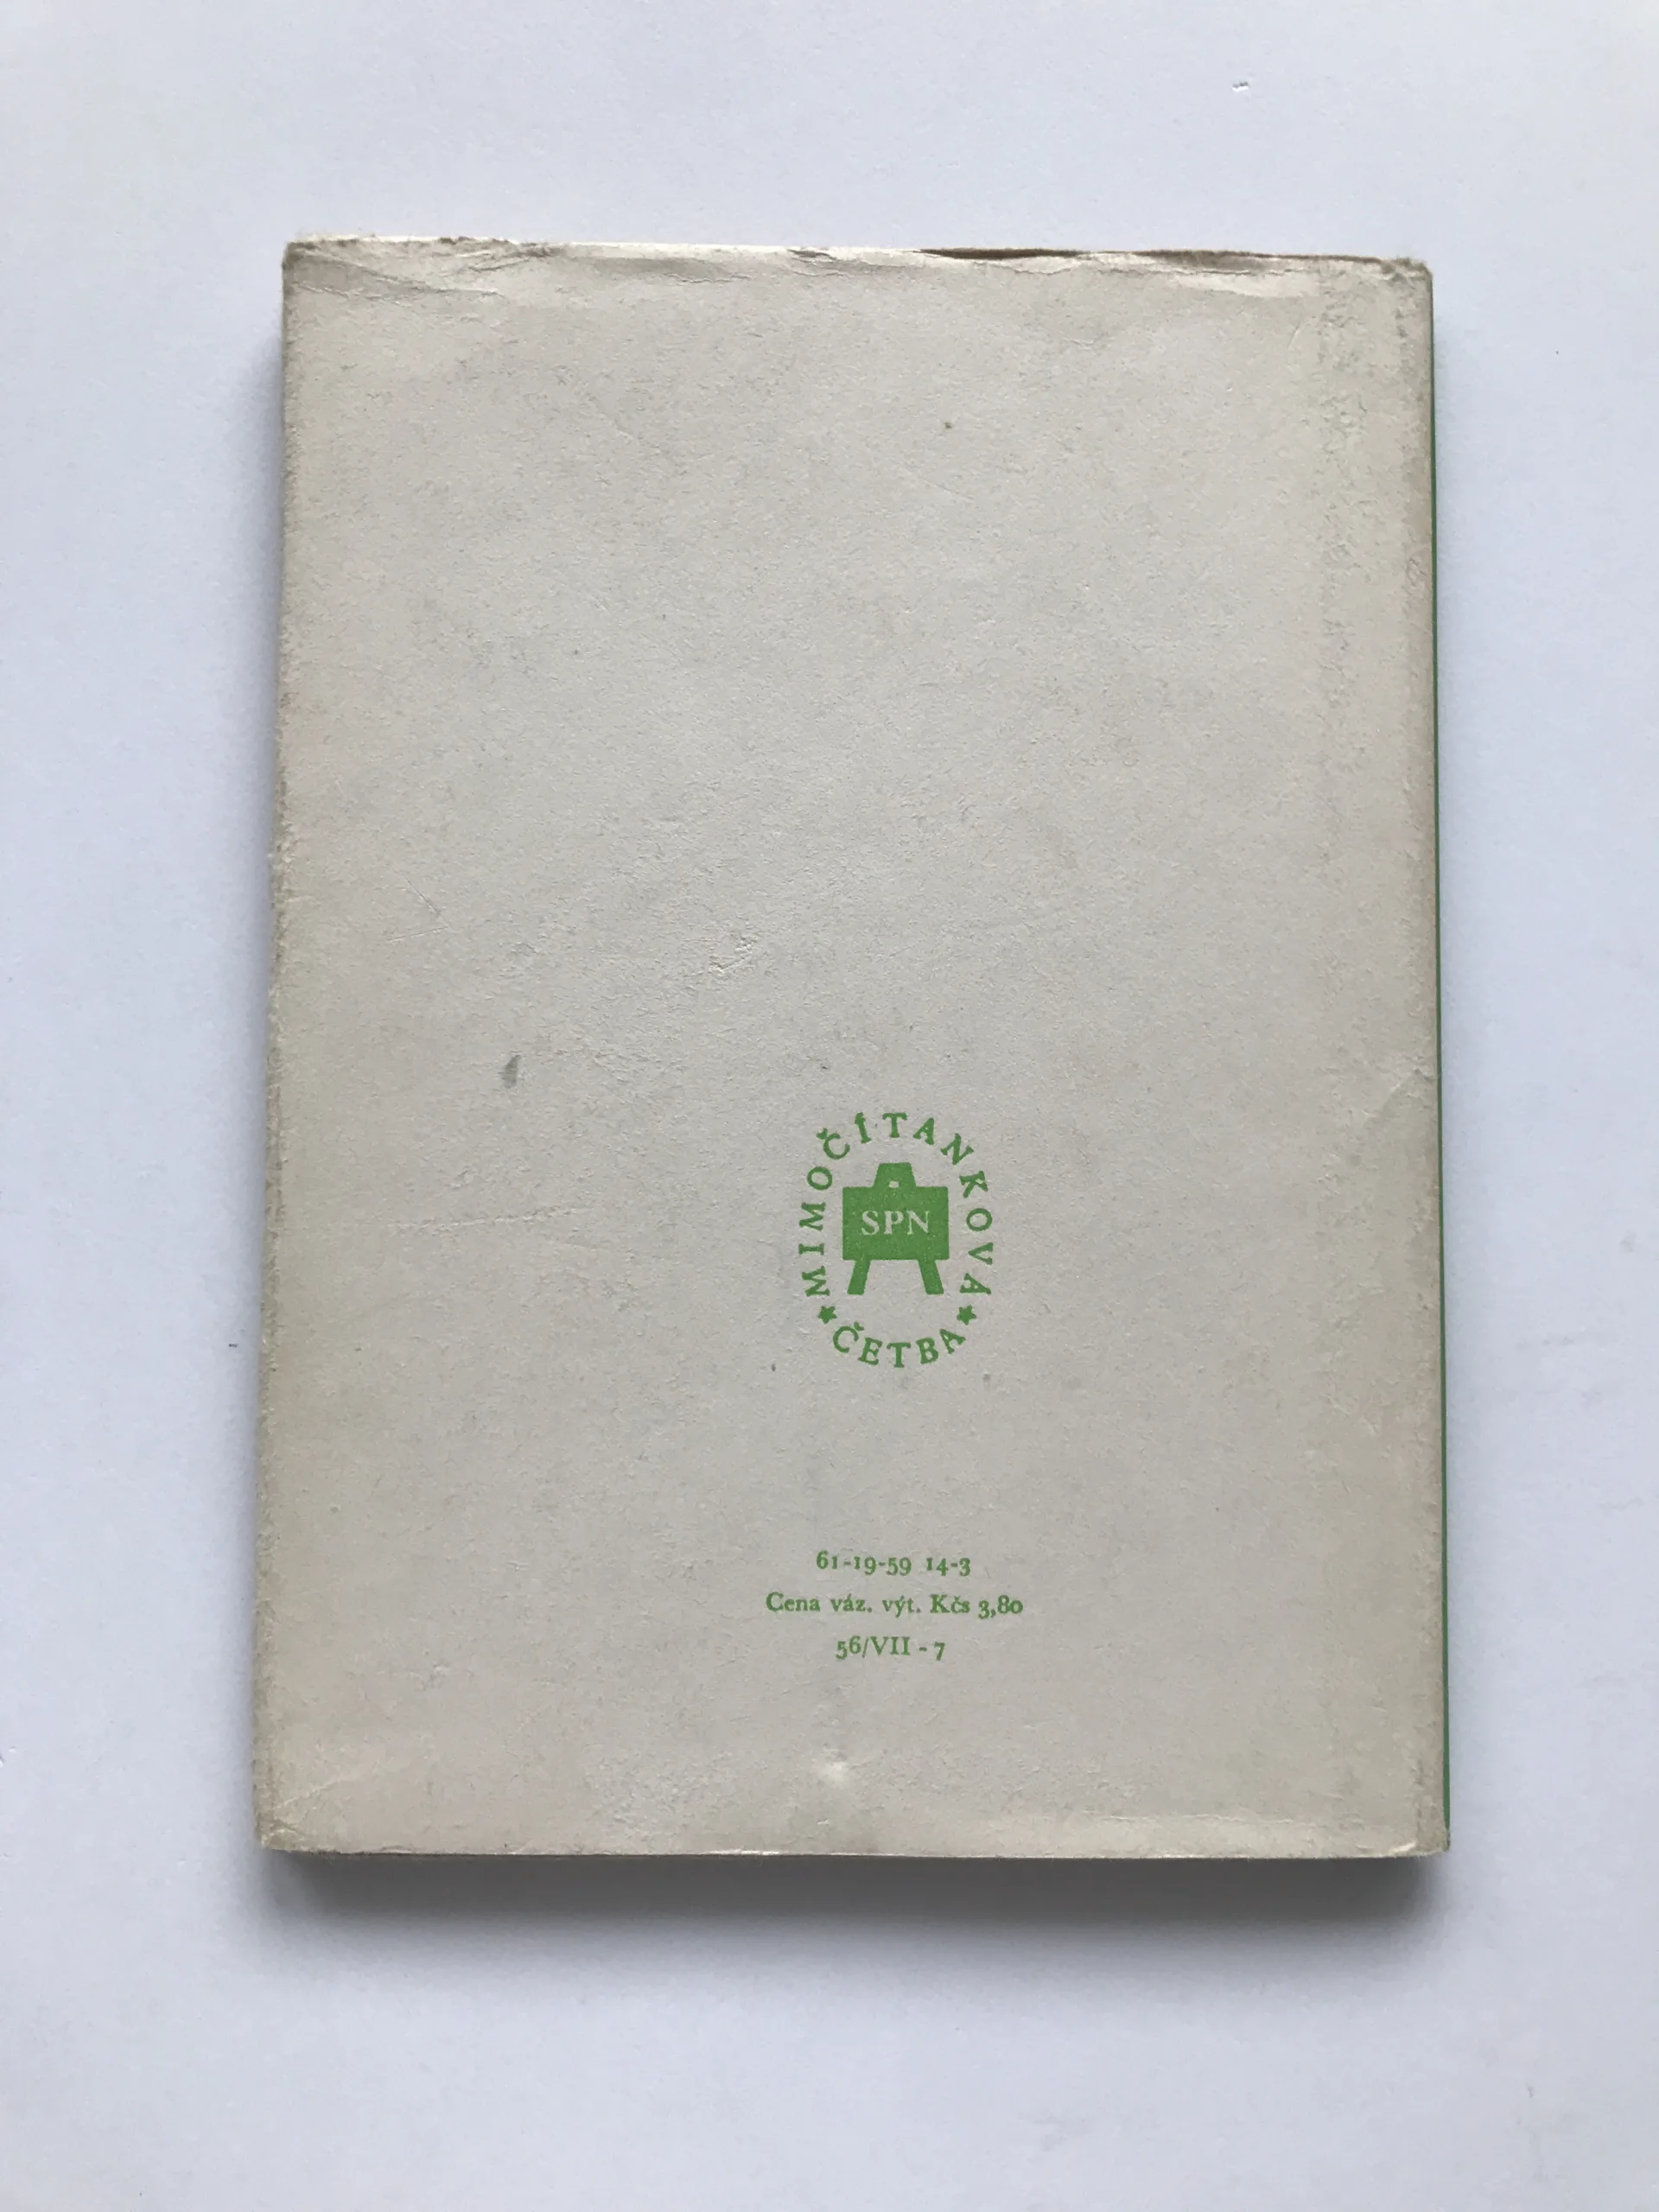 MIMOČÍTANKOVÁ
SPN
ČETBA
61-19-59 14-3
Cena váz. výt. Kčs 3,80
56/VII - 7